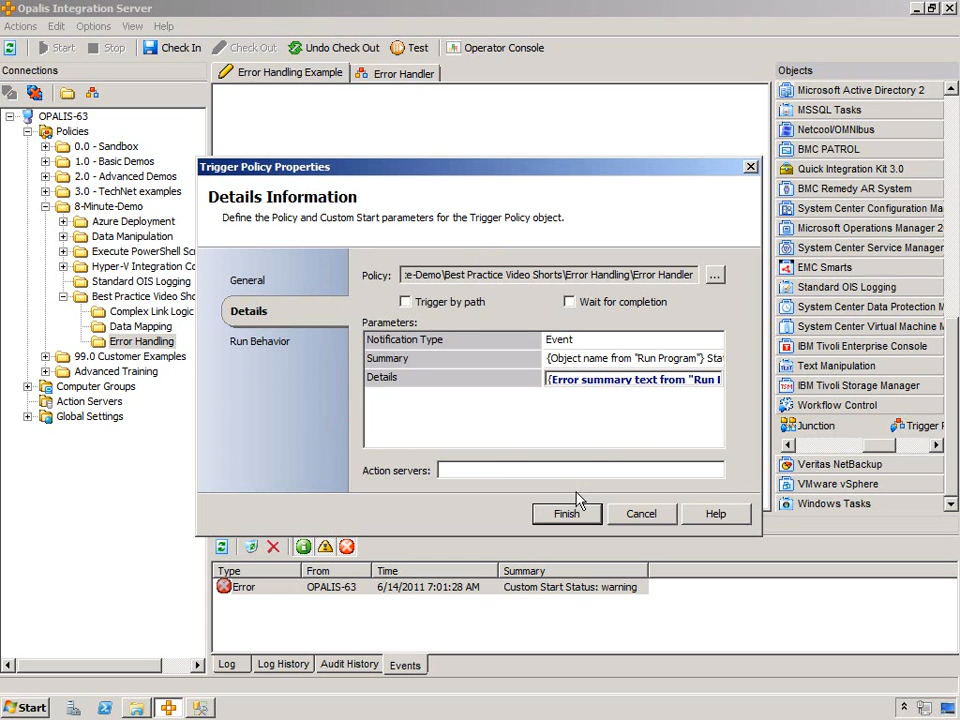 Opalis Integration Server
Actions Edit Options View Help
Start Stop Check In Check Out Undo Check Out Test Operator Console
Connections
Error Handling Example Error Handler
Objects
OPALIS-63
Policies
0.0 - Sandbox
1.0 - Basic Demos
2.0 - Advanced Demos
3.0 - TechNet examples
8-Minute-Demo
Azure Deployment
Data Manipulation
Execute PowerShell Scr
Hyper-V Integration Co
Standard OIS Logging
Best Practice Video Sho
Complex Link Logic
Data Mapping
Error Handling
99.0 Customer Examples
Advanced Training
Computer Groups
Action Servers
Global Settings
Trigger Policy Properties
Details Information
Define the Policy and Custom Start parameters for the Trigger Policy object.
General
Details
Run Behavior
Policy: :e-Demo\Best Practice Video Shorts\Error Handling\Error Handler ...
Trigger by path Wait for completion
Parameters:
Notification Type Event
Summary {Object name from "Run Program"} Sta
Details {Error summary text from "Run
Action servers:
Finish Cancel Help
Microsoft Active Directory 2
MSSQL Tasks
Netcool/OMNIbus
BMC PATROL
Quick Integration Kit 3.0
BMC Remedy AR System
System Center Configuration Ma
Microsoft Operations Manager 2
System Center Service Manager
EMC Smarts
Standard OIS Logging
System Center Data Protection M
System Center Virtual Machine M
IBM Tivoli Enterprise Console
Text Manipulation
IBM Tivoli Storage Manager
Workflow Control
Junction Trigger P
Veritas NetBackup
VMware vSphere
Windows Tasks
Type From Time Summary
Error OPALIS-63 6/14/2011 7:01:28 AM Custom Start Status: warning
Log Log History Audit History Events
Start